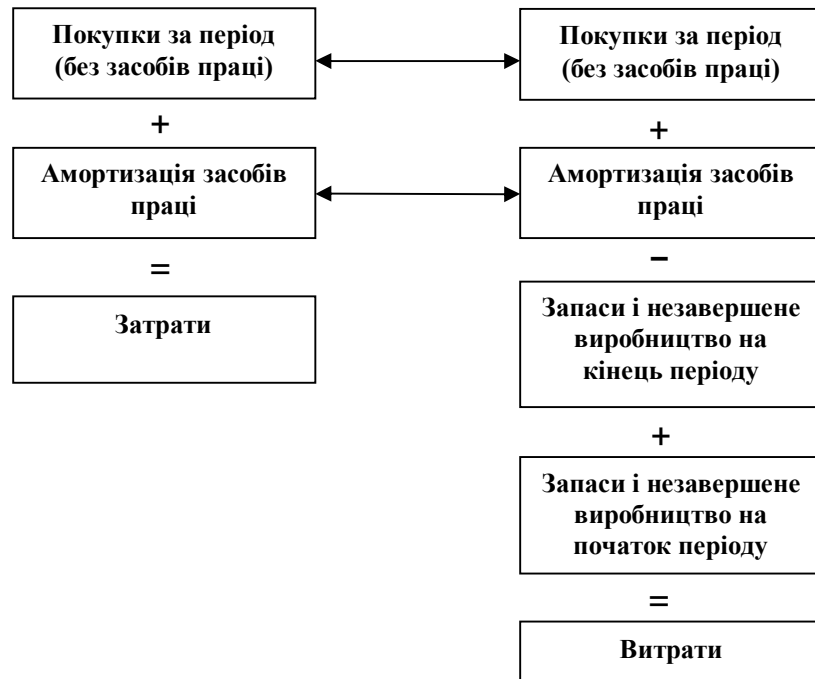 Покупки за період
(без засобів праці)
+
Амортизація засобів
праці
=
Затрати
Покупки за період
(без засобів праці)
+
Амортизація засобів
праці
–
Запаси і незавершене
виробництво на
кінець періоду
+
Запаси і незавершене
виробництво на
початок періоду
=
Витрати